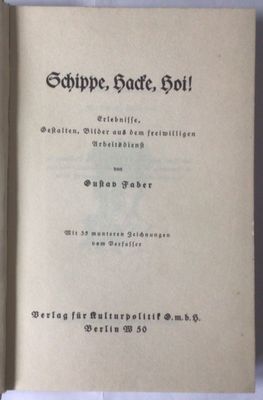 Schippe, Hacke, Hoi!
Erlebnisse,
Gestalten, Bilder aus dem freiwilligen
Arbeitsdienst
von
Gustav Faber
Mit 55 munteren Zeichnungen
vom Verfasser
Verlag für Kulturpolitik G.m.b.H.
Berlin W 50